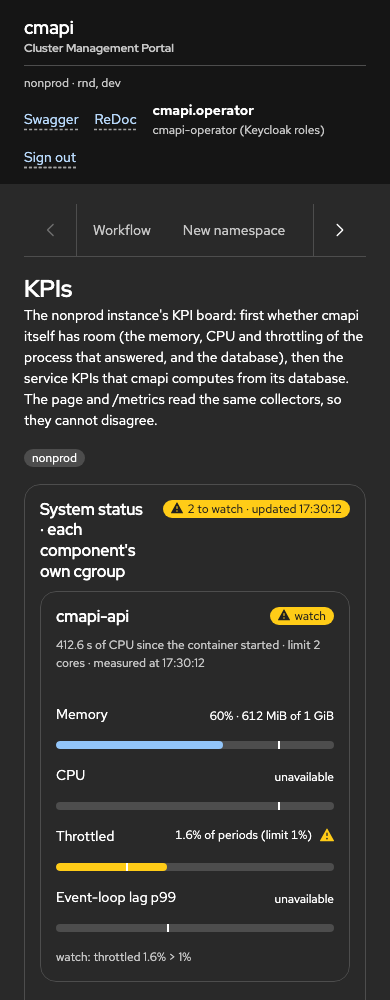 cmapi
Cluster Management Portal
nonprod · rnd, dev
Swagger ReDoc cmapi.operator
cmapi-operator (Keycloak roles)
Sign out
Workflow New namespace
KPIs
The nonprod instance's KPI board: first whether cmapi
itself has room (the memory, CPU and throttling of the
process that answered, and the database), then the
service KPIs that cmapi computes from its database.
The page and /metrics read the same collectors, so
they cannot disagree.
nonprod
System status
· each
component's
own cgroup
2 to watch · updated 17:30:12
cmapi-api
watch
412.6 s of CPU since the container started · limit 2
cores · measured at 17:30:12
Memory 60% · 612 MiB of 1 GiB
CPU unavailable
Throttled 1.6% of periods (limit 1%)
Event-loop lag p99 unavailable
watch: throttled 1.6% > 1%